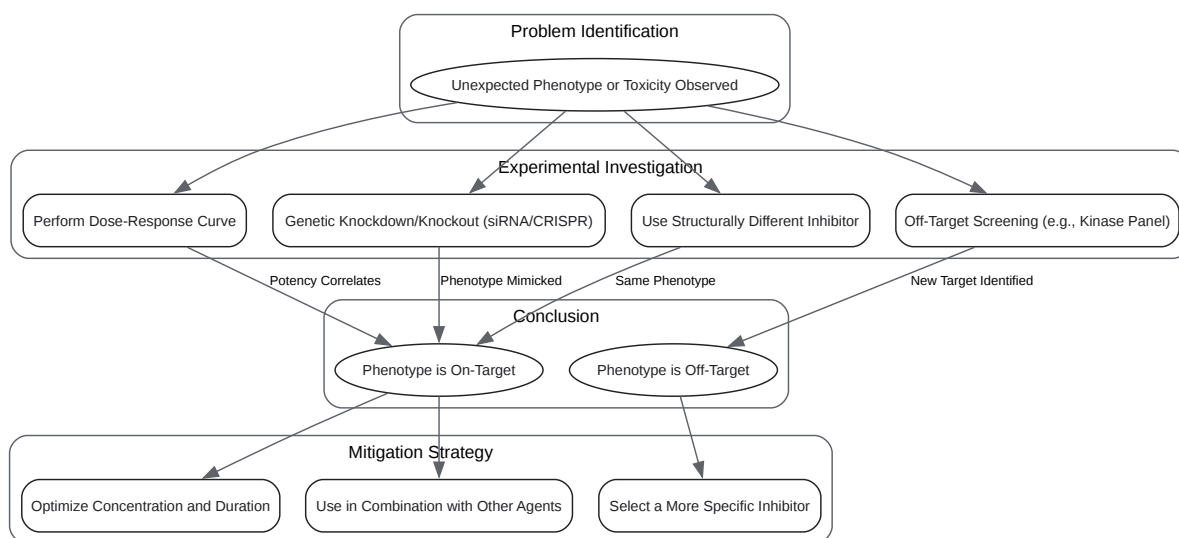 Problem Identification
Unexpected Phenotype or Toxicity Observed
Experimental Investigation
Perform Dose-Response Curve
Genetic Knockdown/Knockout (siRNA/CRISPR)
Use Structurally Different Inhibitor
Off-Target Screening (e.g., Kinase Panel)
Potency Correlates
Phenotype Mimicked
Same Phenotype
New Target Identified
Conclusion
Phenotype is On-Target
Phenotype is Off-Target
Mitigation Strategy
Optimize Concentration and Duration
Use in Combination with Other Agents
Select a More Specific Inhibitor